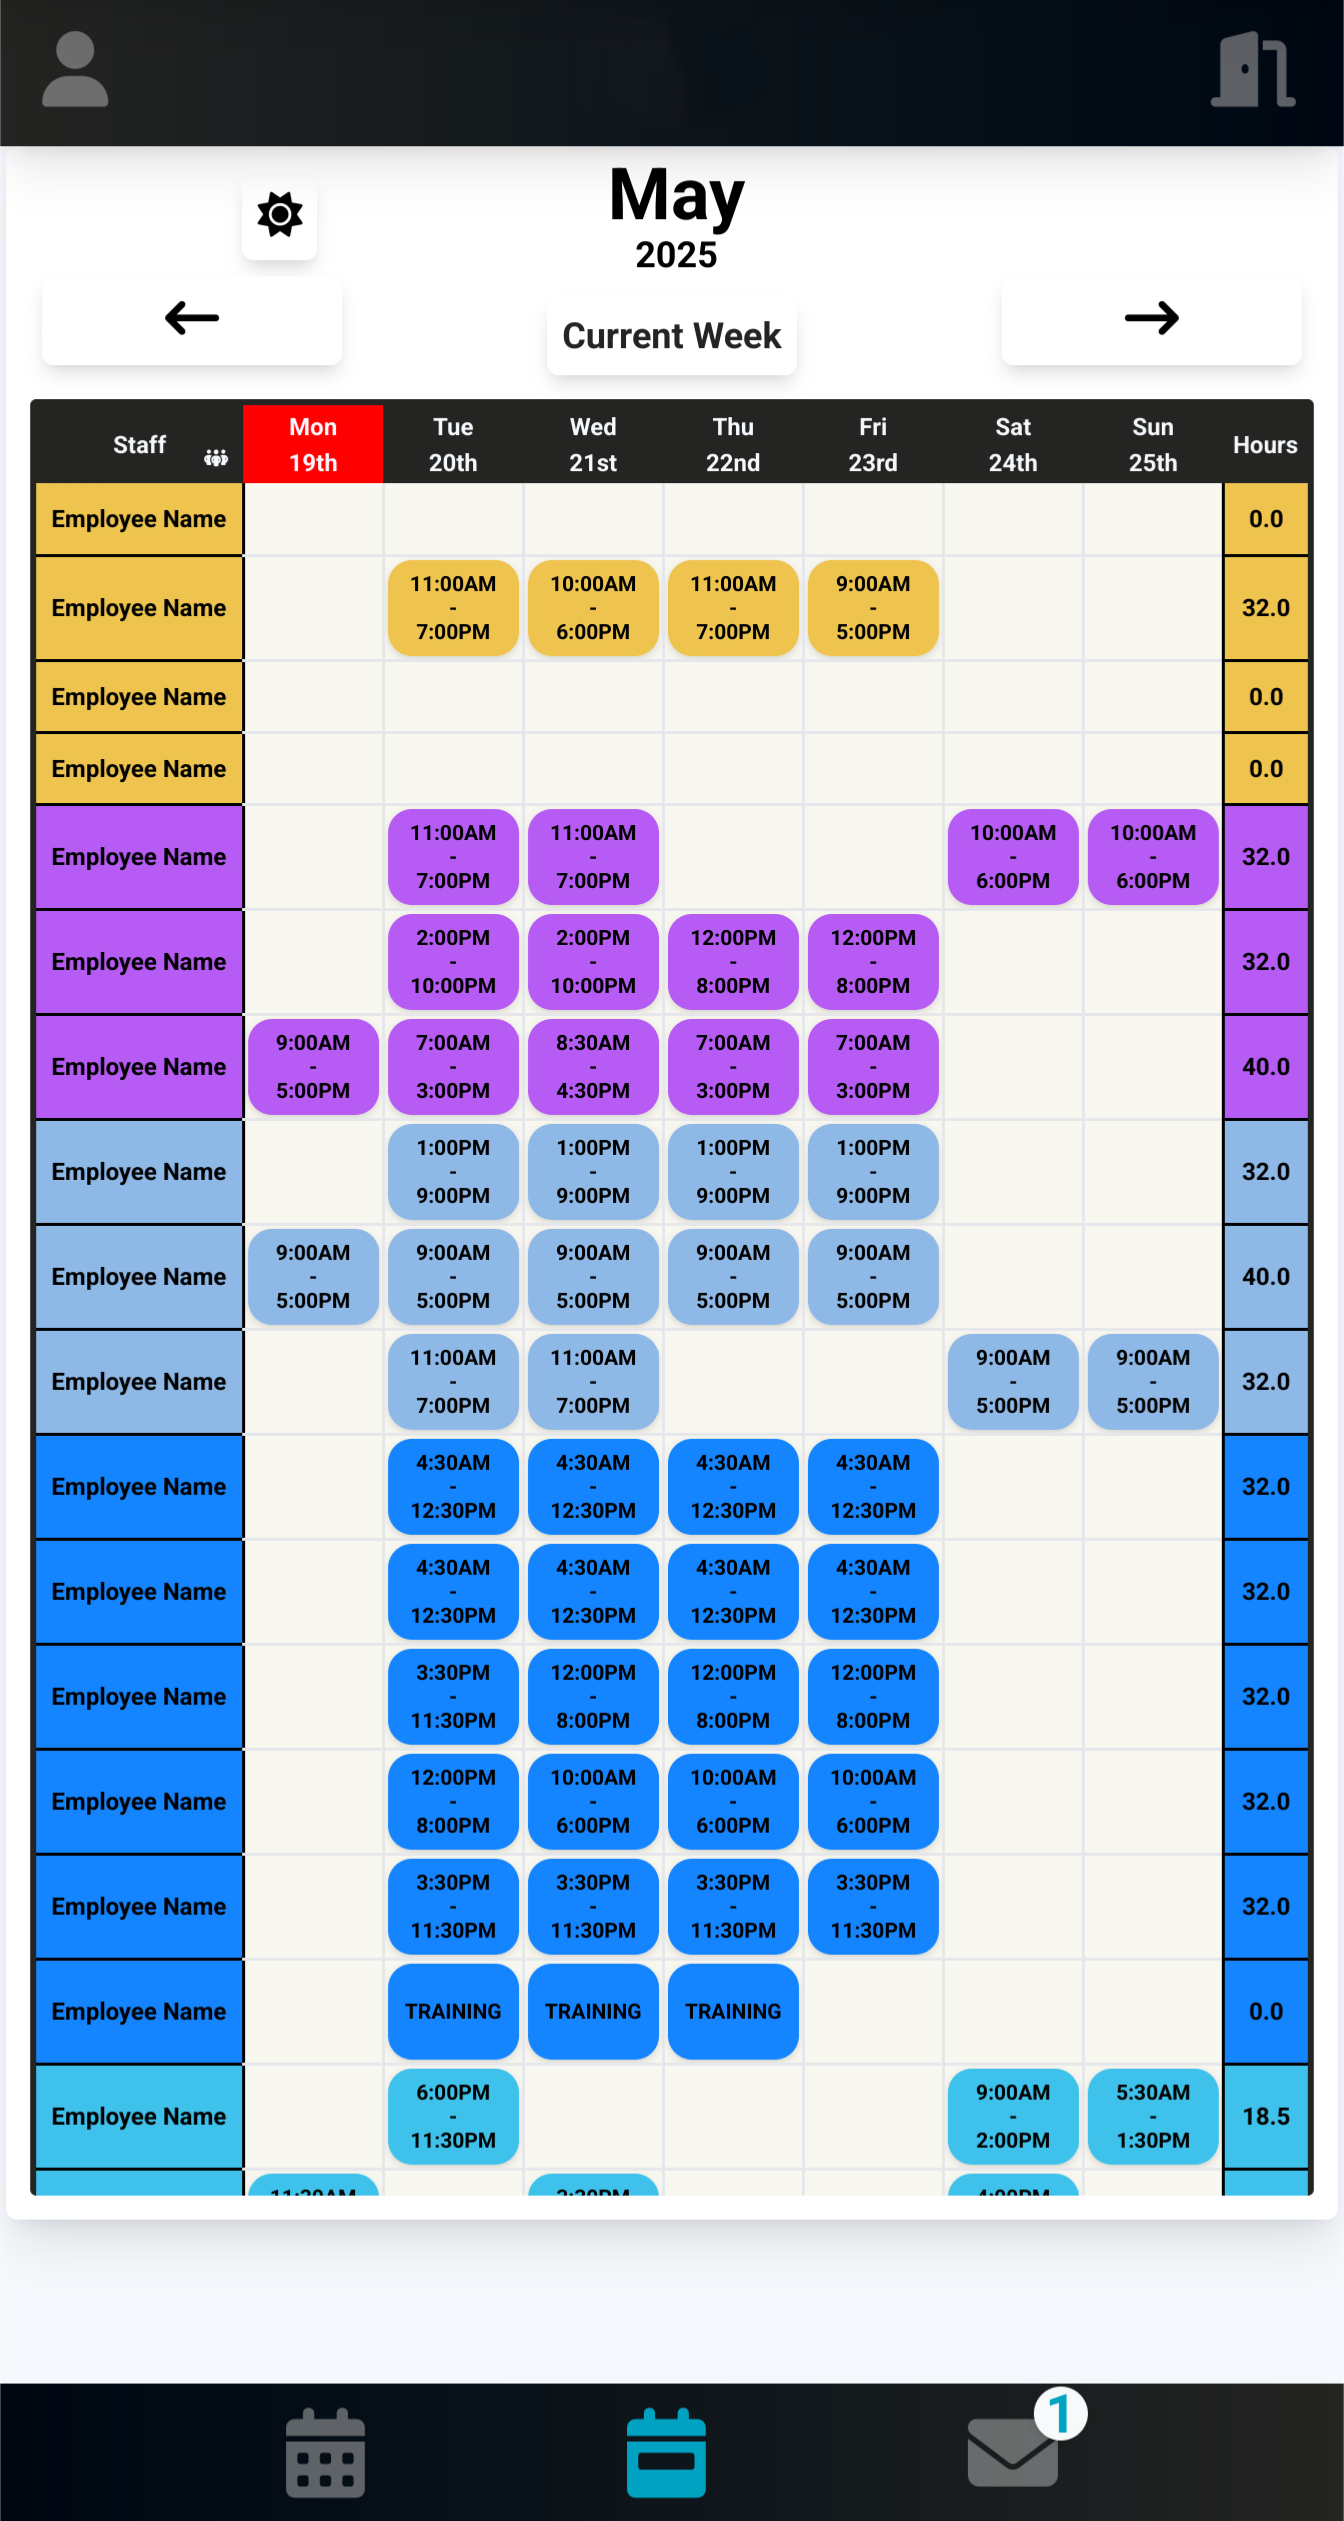 May
2025
Current Week
Staff
Mon
19th
Tue
20th
Wed
21st
Thu
22nd
Fri
23rd
Sat
24th
Sun
25th
Hours
Employee Name
0.0
Employee Name
11:00AM
-
7:00PM
10:00AM
-
6:00PM
11:00AM
-
7:00PM
9:00AM
-
5:00PM
32.0
Employee Name
0.0
Employee Name
0.0
Employee Name
11:00AM
-
7:00PM
11:00AM
-
7:00PM
10:00AM
-
6:00PM
10:00AM
-
6:00PM
32.0
Employee Name
2:00PM
-
10:00PM
2:00PM
-
10:00PM
12:00PM
-
8:00PM
12:00PM
-
8:00PM
32.0
Employee Name
9:00AM
-
5:00PM
7:00AM
-
3:00PM
8:30AM
-
4:30PM
7:00AM
-
3:00PM
7:00AM
-
3:00PM
40.0
Employee Name
1:00PM
-
9:00PM
1:00PM
-
9:00PM
1:00PM
-
9:00PM
1:00PM
-
9:00PM
32.0
Employee Name
9:00AM
-
5:00PM
9:00AM
-
5:00PM
9:00AM
-
5:00PM
9:00AM
-
5:00PM
9:00AM
-
5:00PM
40.0
Employee Name
11:00AM
-
7:00PM
11:00AM
-
7:00PM
9:00AM
-
5:00PM
9:00AM
-
5:00PM
32.0
Employee Name
4:30AM
-
12:30PM
4:30AM
-
12:30PM
4:30AM
-
12:30PM
4:30AM
-
12:30PM
32.0
Employee Name
4:30AM
-
12:30PM
4:30AM
-
12:30PM
4:30AM
-
12:30PM
4:30AM
-
12:30PM
32.0
Employee Name
3:30PM
-
11:30PM
12:00PM
-
8:00PM
12:00PM
-
8:00PM
12:00PM
-
8:00PM
32.0
Employee Name
12:00PM
-
8:00PM
10:00AM
-
6:00PM
10:00AM
-
6:00PM
10:00AM
-
6:00PM
32.0
Employee Name
3:30PM
-
11:30PM
3:30PM
-
11:30PM
3:30PM
-
11:30PM
3:30PM
-
11:30PM
32.0
Employee Name
TRAINING
TRAINING
TRAINING
0.0
Employee Name
6:00PM
-
11:30PM
9:00AM
-
2:00PM
5:30AM
-
1:30PM
18.5
1